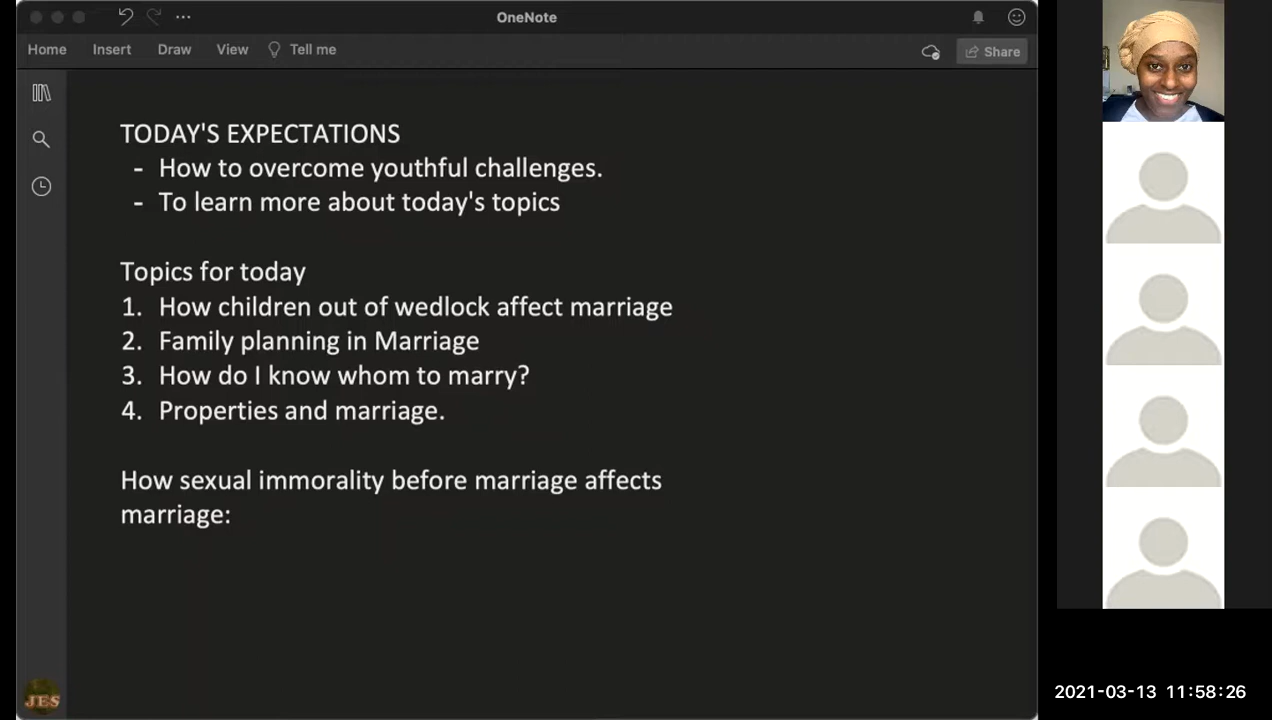 OneNote
Home Insert Draw View Tell me Share
TODAY'S EXPECTATIONS
- How to overcome youthful challenges.
- To learn more about today's topics
Topics for today
1. How children out of wedlock affect marriage
2. Family planning in Marriage
3. How do I know whom to marry?
4. Properties and marriage.
How sexual immorality before marriage affects
marriage:
JES
2021-03-13 11:58:26